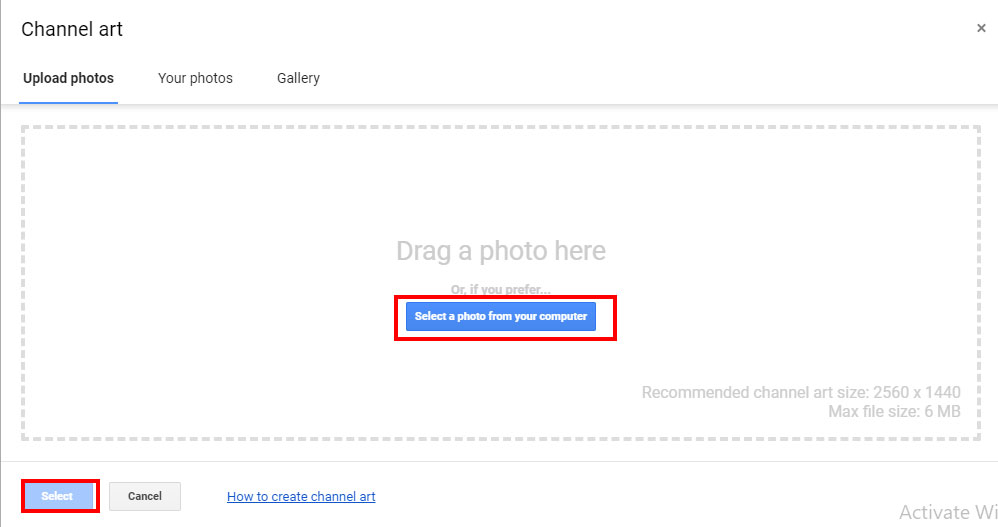 Channel art
×
Upload photos Your photos Gallery
Drag a photo here
Or, if you prefer...
Select a photo from your computer
Recommended channel art size: 2560 x 1440
Max file size: 6 MB
Select Cancel How to create channel art
Activate Wi